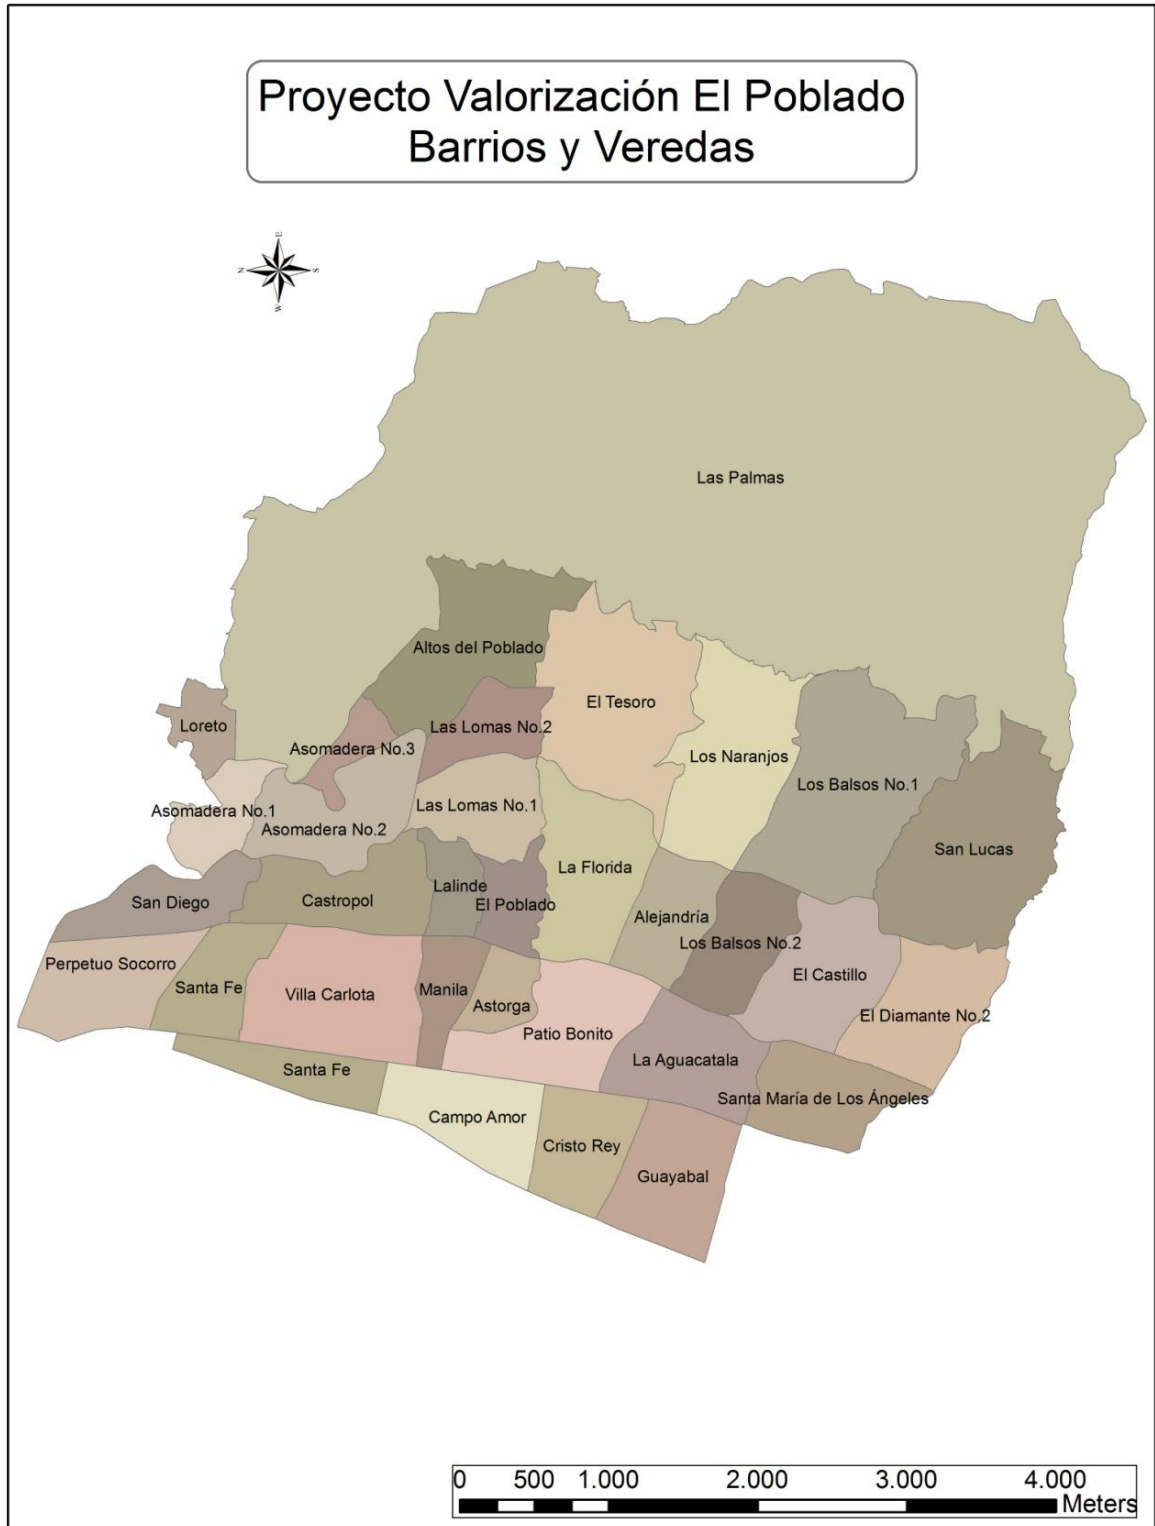 Proyecto Valorización El Poblado
Barrios y Veredas
E
N
S
W
Las Palmas
Altos del Poblado
El Tesoro
Loreto
Las Lomas No.2
Asomadera No.3
Los Naranjos
Los Balsos No.1
Asomadera No.1
Las Lomas No.1
Asomadera No.2
San Lucas
La Florida
Lalinde
Castropol
San Diego
El Poblado
Alejandría
Los Balsos No.2
Perpetuo Socorro
El Castillo
Santa Fe
Villa Carlota
Manila
Astorga
El Diamante No.2
Patio Bonito
La Aguacatala
Santa Fe
Santa María de Los Ángeles
Campo Amor
Cristo Rey
Guayabal
0 500 1.000 2.000 3.000 4.000
Meters